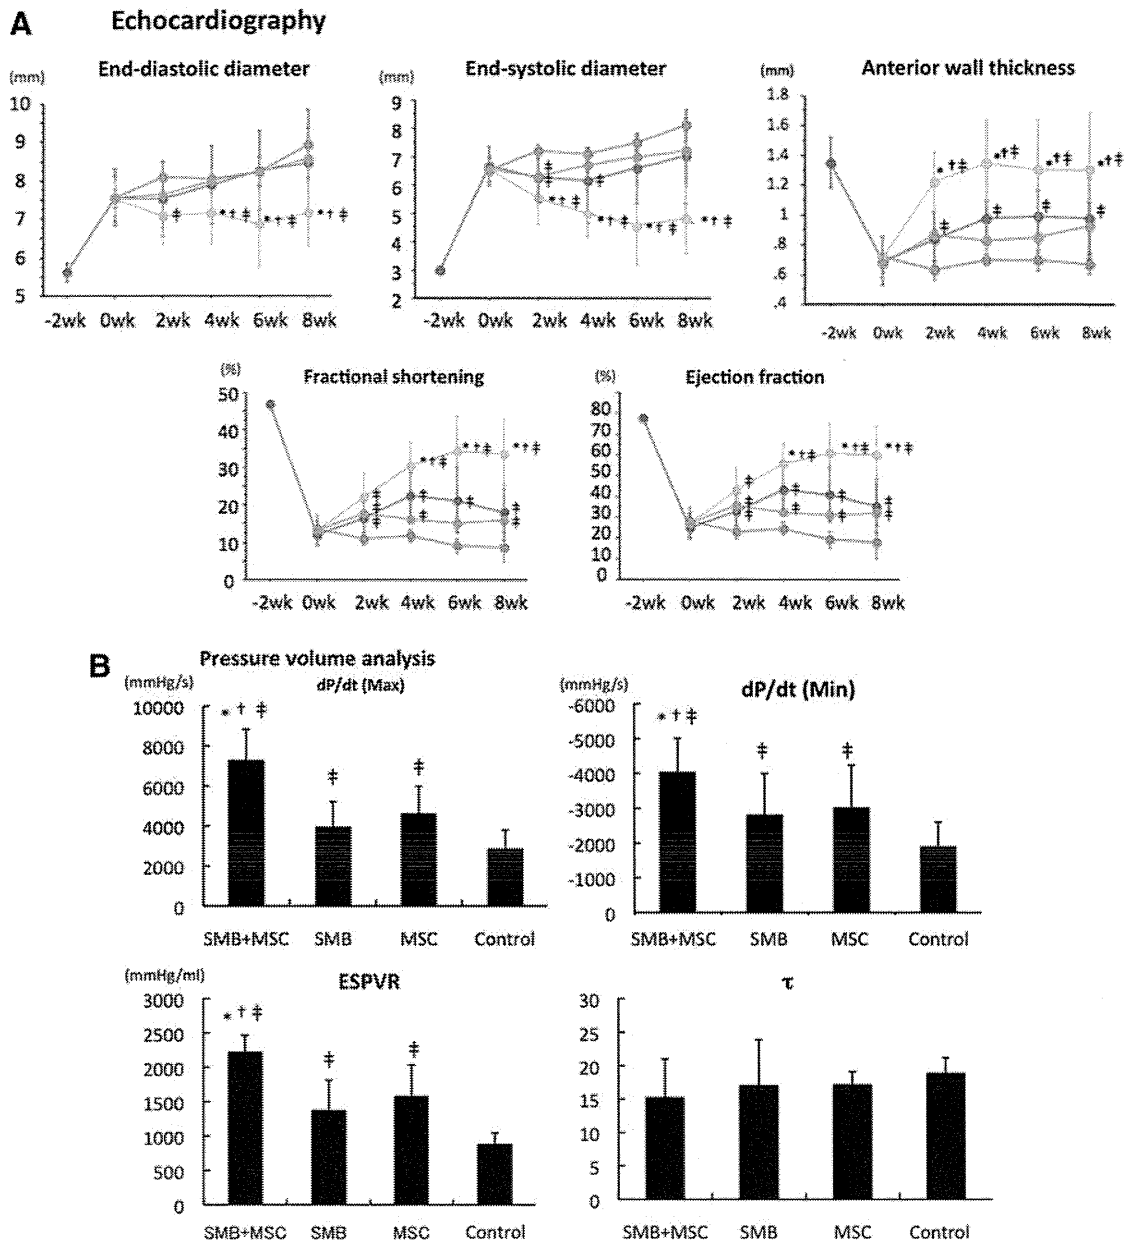 A Echocardiography
End-diastolic diameter
(mm)
10
9
8
7
6
5
‡ *†‡ *†‡ *†‡
-2wk 0wk 2wk 4wk 6wk 8wk
End-systolic diameter
(mm)
9
8
7
6
5
4
3
2
‡
‡ ‡
*†‡ *†‡ *†‡ *†‡
-2wk 0wk 2wk 4wk 6wk 8wk
Anterior wall thickness
(mm)
1.8
1.6
1.4
1.2
1
.8
.6
.4
*†‡ *†‡ *†‡ *†‡
‡ ‡ ‡ ‡
-2wk 0wk 2wk 4wk 6wk 8wk
Fractional shortening
(%)
50
40
30
20
10
0
‡ *†‡ *†‡ *†‡
‡ ‡ ‡ ‡
‡ ‡ ‡
-2wk 0wk 2wk 4wk 6wk 8wk
Ejection fraction
(%)
80
70
60
50
40
30
20
10
0
‡ *†‡ *†‡ *†‡
‡ ‡ ‡ ‡
‡ ‡ ‡ ‡
-2wk 0wk 2wk 4wk 6wk 8wk
B Pressure volume analysis
dP/dt (Max)
(mmHg/s)
10000
8000
6000
4000
2000
0
* † ‡ ‡ ‡
SMB+MSC SMB MSC Control
dP/dt (Min)
(mmHg/s)
-6000
-5000
-4000
-3000
-2000
-1000
0
* † ‡ ‡ ‡
SMB+MSC SMB MSC Control
ESPVR
(mmHg/ml)
3000
2500
2000
1500
1000
500
0
* † ‡ ‡ ‡
SMB+MSC SMB MSC Control
τ
30
25
20
15
10
5
0
SMB+MSC SMB MSC Control